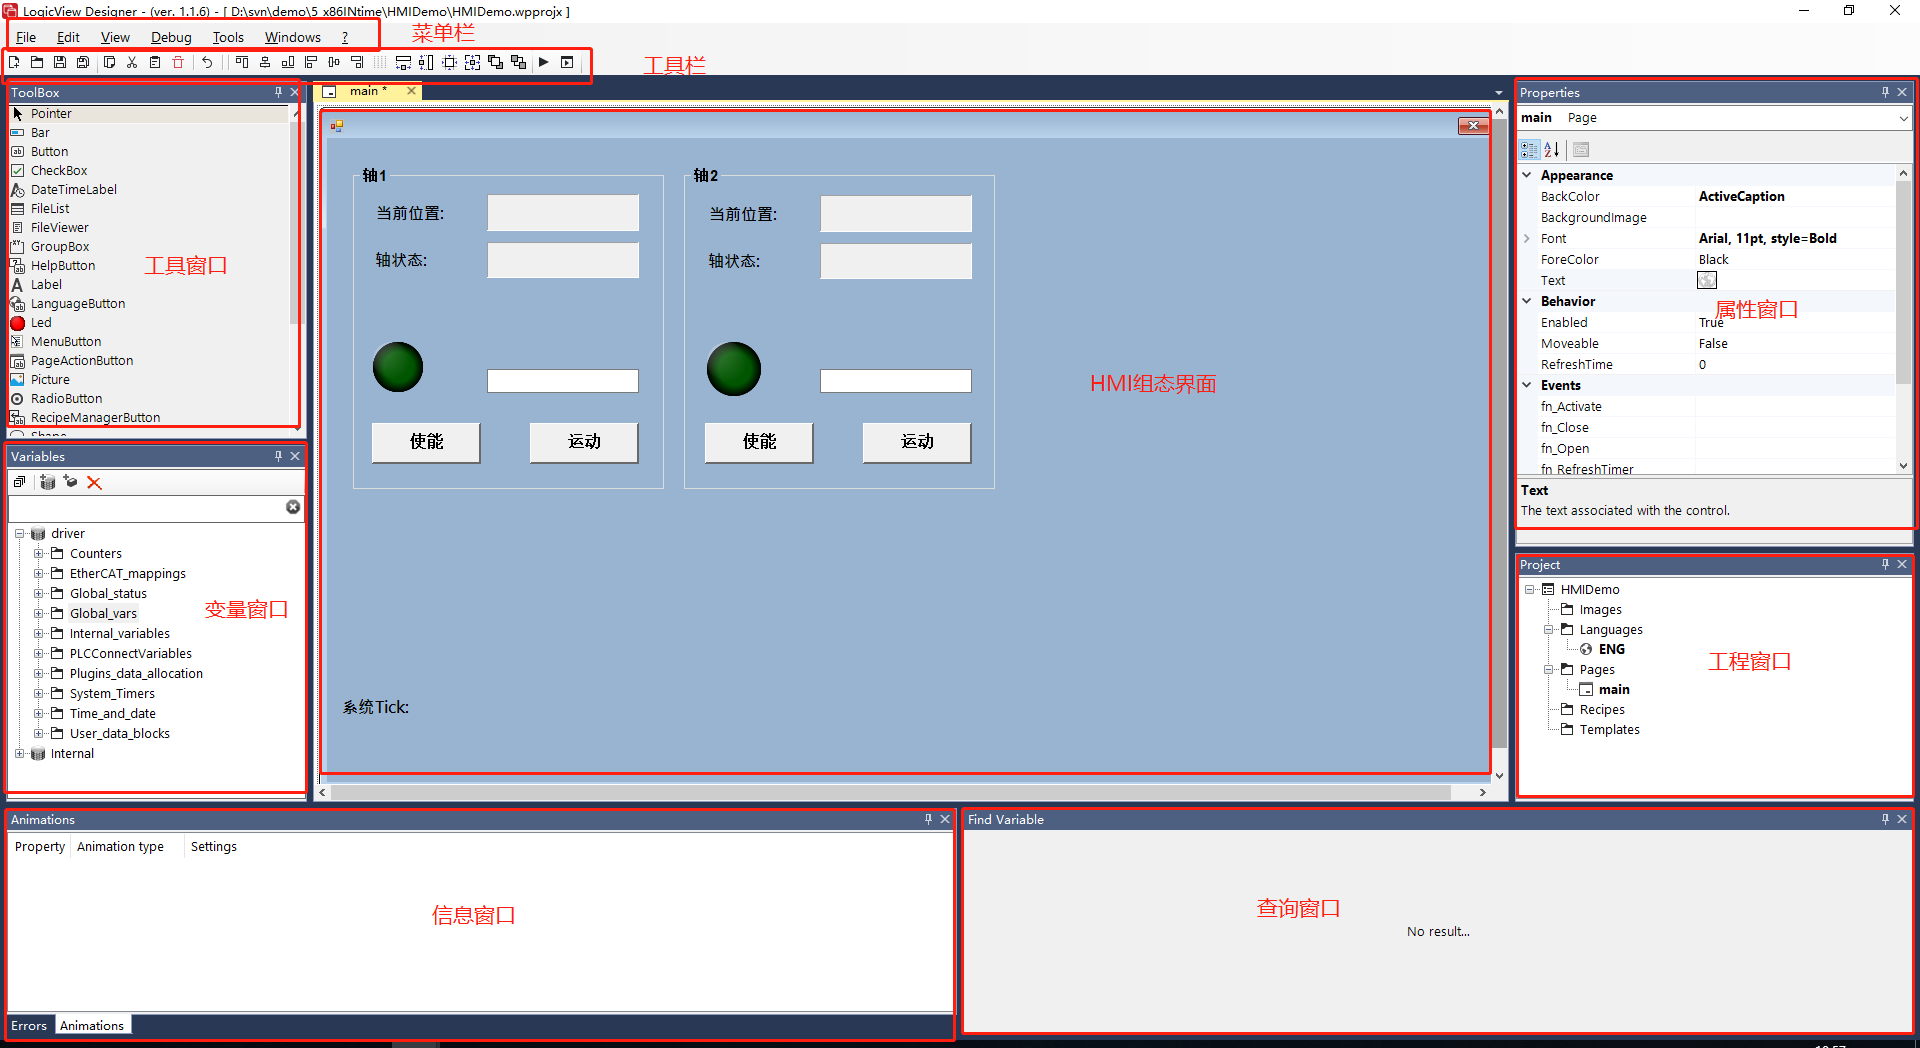 LogicView Designer - (ver. 1.1.6) - [ D:\svn\demo\5_x86INtime\HMIDemo\HMIDemo.wpprojx ]
File Edit View Debug Tools Windows ?
菜单栏
工具栏
ToolBox
Pointer
Bar
Button
CheckBox
DateTimeLabel
FileList
FileViewer
GroupBox
HelpButton
Label
LanguageButton
Led
MenuButton
PageActionButton
Picture
RadioButton
RecipeManagerButton
Shape
工具窗口
Variables
driver
Counters
EtherCAT_mappings
Global_status
Global_vars
Internal_variables
PLCConnectVariables
Plugins_data_allocation
System_Timers
Time_and_date
User_data_blocks
Internal
变量窗口
main *
轴1
当前位置:
轴状态:
使能 运动
轴2
当前位置:
轴状态:
使能 运动
HMI组态界面
系统Tick:
Properties
main Page
Appearance
BackColor ActiveCaption
BackgroundImage
Font Arial, 11pt, style=Bold
ForeColor Black
Text
Behavior
属性窗口
Enabled True
Moveable False
RefreshTime 0
Events
fn_Activate
fn_Close
fn_Open
fn_RefreshTimer
Text
The text associated with the control.
Project
HMIDemo
Images
Languages
ENG
Pages
main
Recipes
Templates
工程窗口
Animations
Property Animation type Settings
信息窗口
Errors Animations
Find Variable
查询窗口
No result...